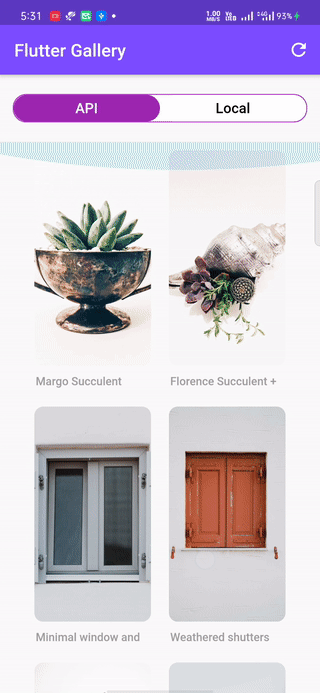 5:31 1.00 MB/S Vo LTE 4G 93%
Flutter Gallery
API Local
Margo Succulent Florence Succulent +
Minimal window and Weathered shutters